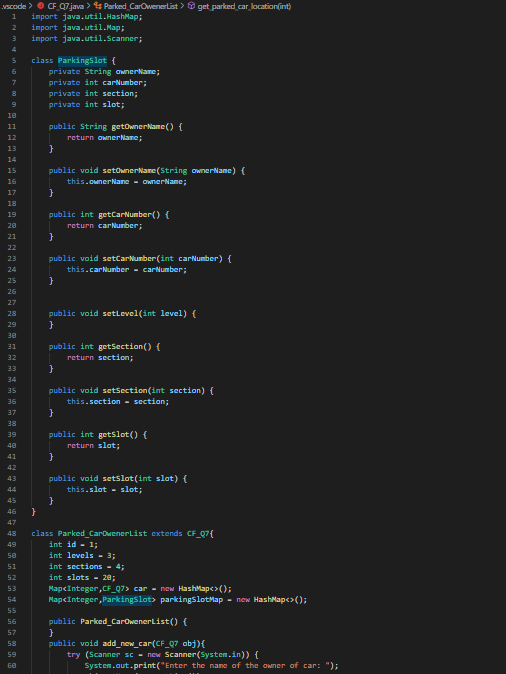 .vscode > CF_Q7.java > Parked_CarOwenerList > get_parked_car_location(int)
1 import java.util.HashMap;
2 import java.util.Map;
3 import java.util.Scanner;
4
5 class ParkingSlot {
6 private String ownerName;
7 private int carNumber;
8 private int section;
9 private int slot;
10
11 public String getOwnerName() {
12 return ownerName;
13 }
14
15 public void setOwnerName(String ownerName) {
16 this.ownerName = ownerName;
17 }
18
19 public int getCarNumber() {
20 return carNumber;
21 }
22
23 public void setCarNumber(int carNumber) {
24 this.carNumber = carNumber;
25 }
26
27
28 public void setLevel(int level) {
29 }
30
31 public int getSection() {
32 return section;
33 }
34
35 public void setSection(int section) {
36 this.section = section;
37 }
38
39 public int getSlot() {
40 return slot;
41 }
42
43 public void setSlot(int slot) {
44 this.slot = slot;
45 }
46 }
47
48 class Parked_CarOwenerList extends CF_Q7{
49 int id = 1;
50 int levels = 3;
51 int sections = 4;
52 int slots = 20;
53 Map<Integer,CF_Q7> car = new HashMap<>();
54 Map<Integer,ParkingSlot> parkingSlotMap = new HashMap<>();
55
56 public Parked_CarOwenerList() {
57 }
58 public void add_new_car(CF_Q7 obj){
59 try (Scanner sc = new Scanner(System.in)) {
60 System.out.print("Enter the name of the owner of car: ");